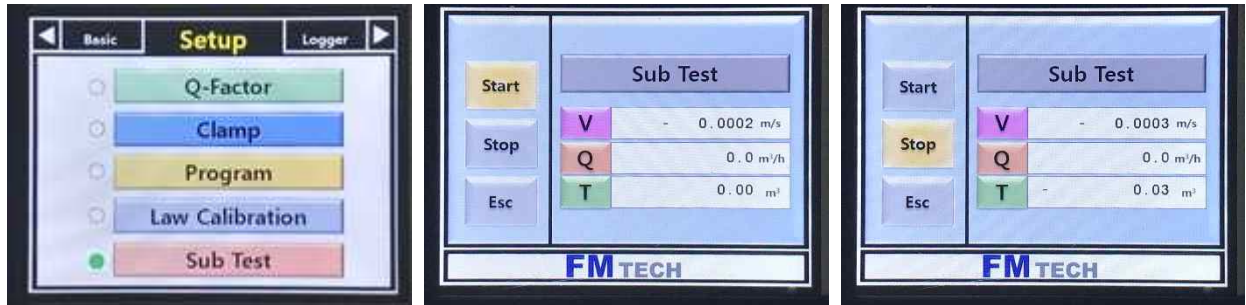 Basic Setup Logger
Q-Factor
Clamp
Program
Law Calibration
Sub Test
Sub Test
Start
Stop
Esc
V - 0.0002 m/s
Q 0.0 m³/h
T 0.00 m³
FM TECH
Sub Test
Start
Stop
Esc
V - 0.0003 m/s
Q 0.0 m³/h
T - 0.03 m³
FM TECH